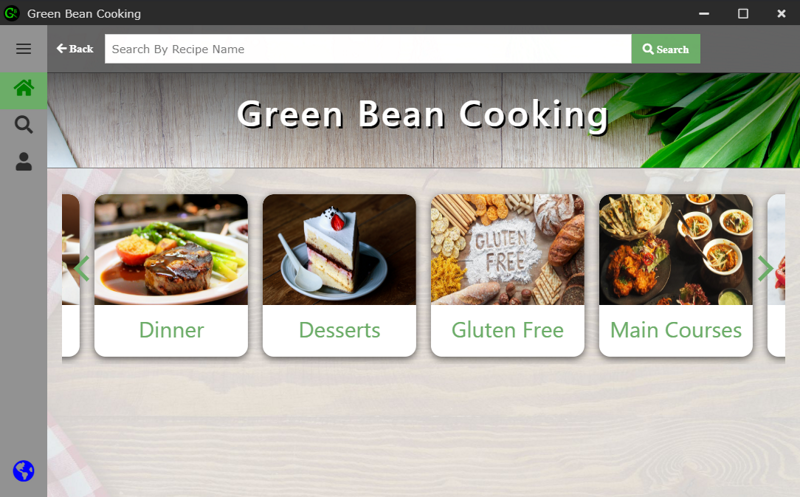 Green Bean Cooking
Back
Search By Recipe Name
Search
Green Bean Cooking
GLUTEN
FREE
Dinner
Desserts
Gluten Free
Main Courses